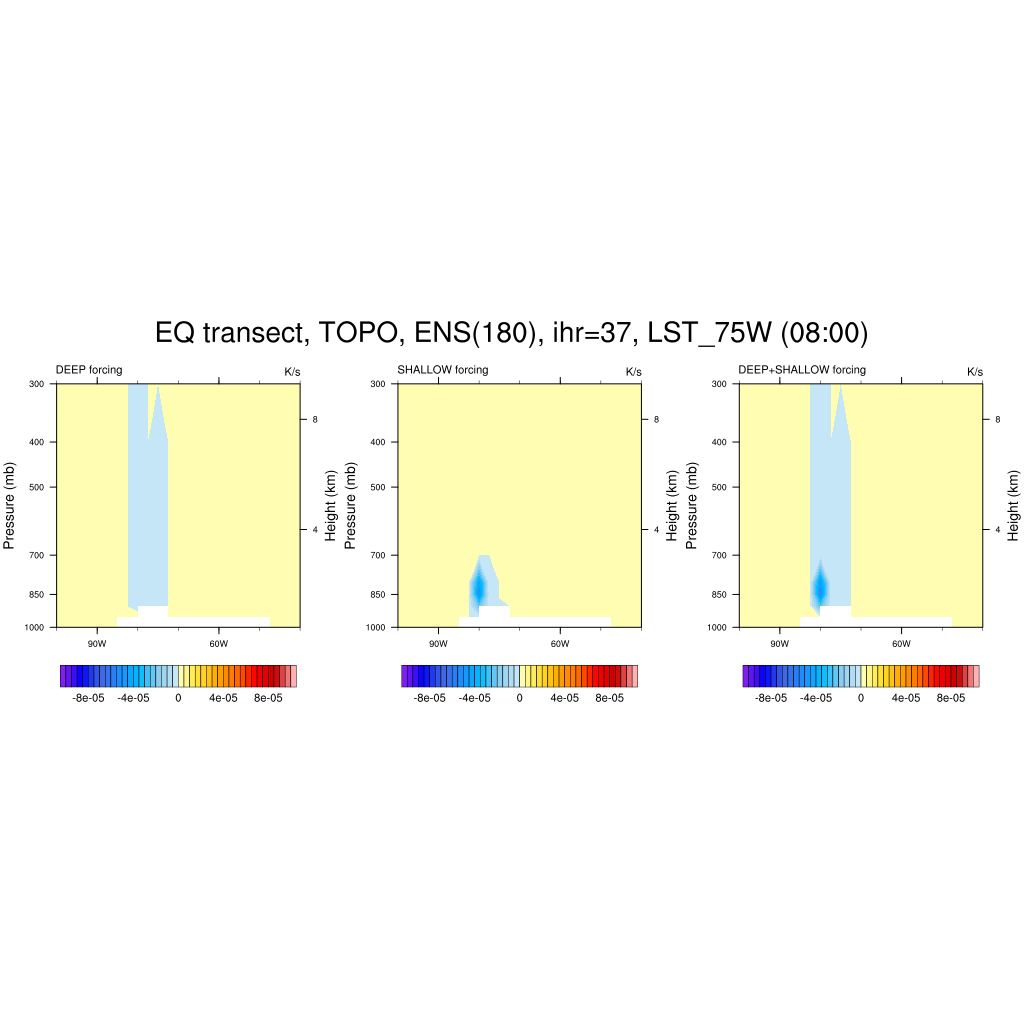 EQ transect, TOPO, ENS(180), ihr=37, LST_75W (08:00)
DEEP forcing K/s
300
400
500
700
850
1000
Pressure (mb)
8
4
Height (km)
90W 60W
-8e-05 -4e-05 0 4e-05 8e-05
SHALLOW forcing K/s
300
400
500
700
850
1000
Pressure (mb)
8
4
Height (km)
90W 60W
-8e-05 -4e-05 0 4e-05 8e-05
DEEP+SHALLOW forcing K/s
300
400
500
700
850
1000
Pressure (mb)
8
4
Height (km)
90W 60W
-8e-05 -4e-05 0 4e-05 8e-05